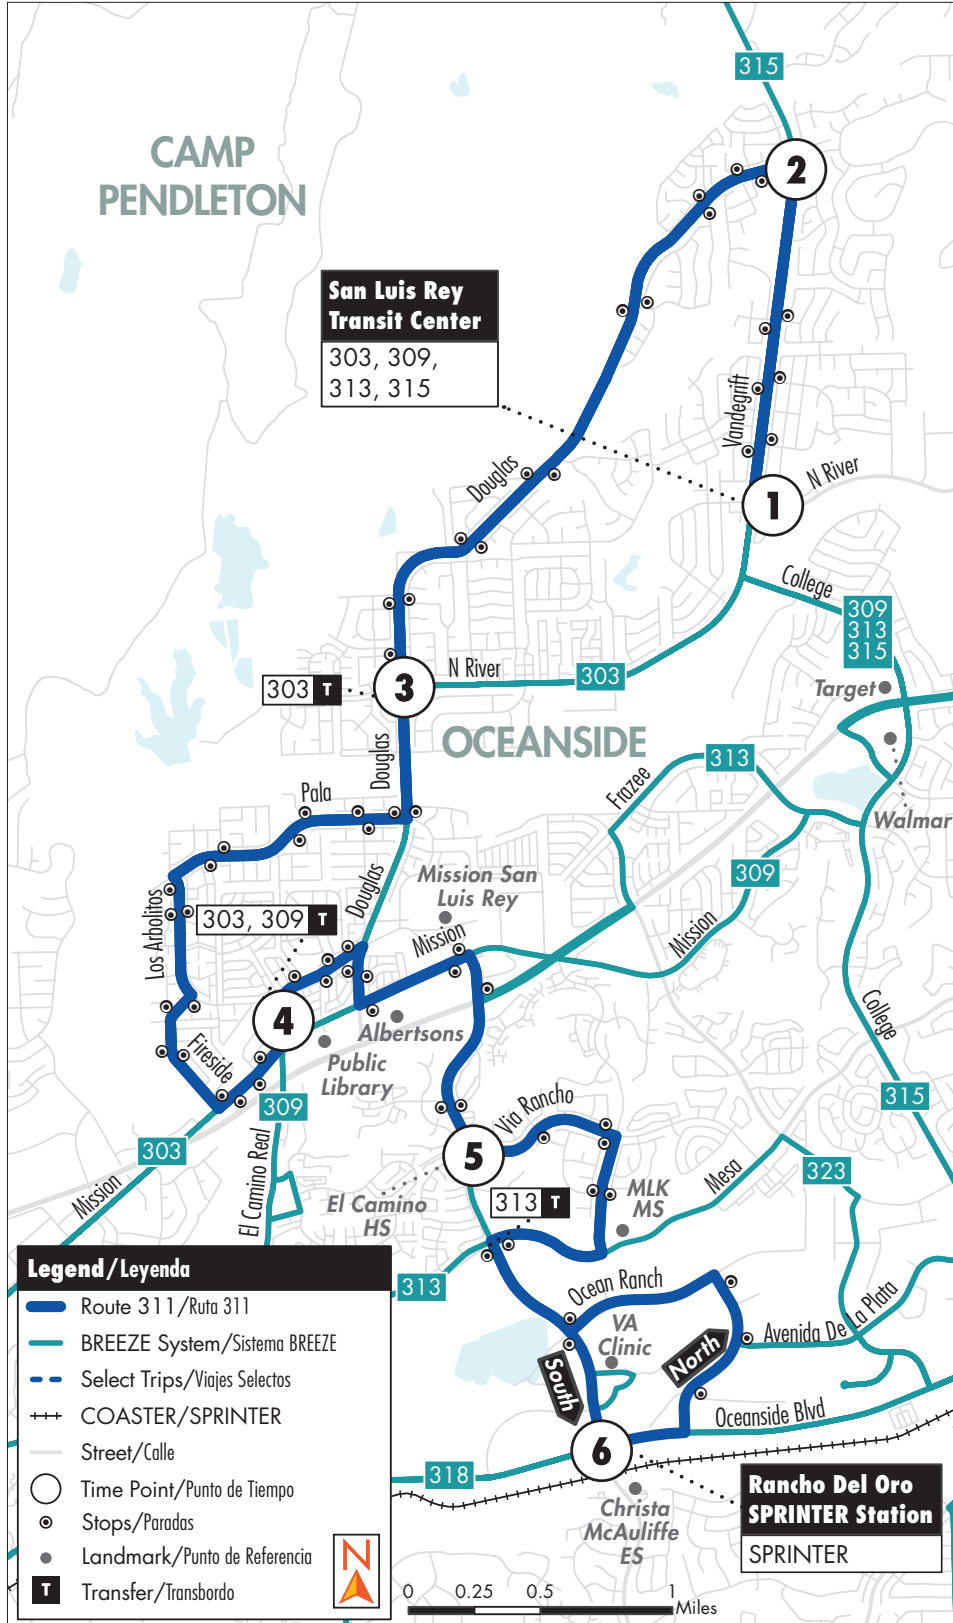 315
CAMP
PENDLETON
2
San Luis Rey
Transit Center
303, 309,
313, 315
Vandegrift
Douglas
N River
1
College
309
313
315
N River
303
303 T
3
Target
OCEANSIDE
Douglas
313
Frazee
Pala
Walmar
309
Mission San
Luis Rey
Douglas
Los Arbolitos
303, 309 T
Mission
Mission
College
4
Albertsons
Fireside
Public
Library
309
315
Via Rancho
303
5
El Camino Real
Mesa
323
Mission
El Camino
HS
313 T
MLK
MS
Legend/Leyenda
Route 311/Ruta 311
BREEZE System/Sistema BREEZE
Select Trips/Viajes Selectos
COASTER/SPRINTER
Street/Calle
Time Point/Punto de Tiempo
Stops/Paradas
Landmark/Punto de Referencia
T Transfer/Transbordo
N
313
Ocean Ranch
VA
Clinic
Avenida De La Plata
North
South
Oceanside Blvd
6
318
Rancho Del Oro
SPRINTER Station
SPRINTER
Christa
McAuliffe
ES
0 0.25 0.5 1
Miles